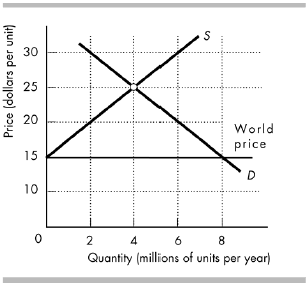 Price (dollars per unit)
30
25
20
15
10
0
S
World
price
D
2 4 6 8
Quantity (millions of units per year)